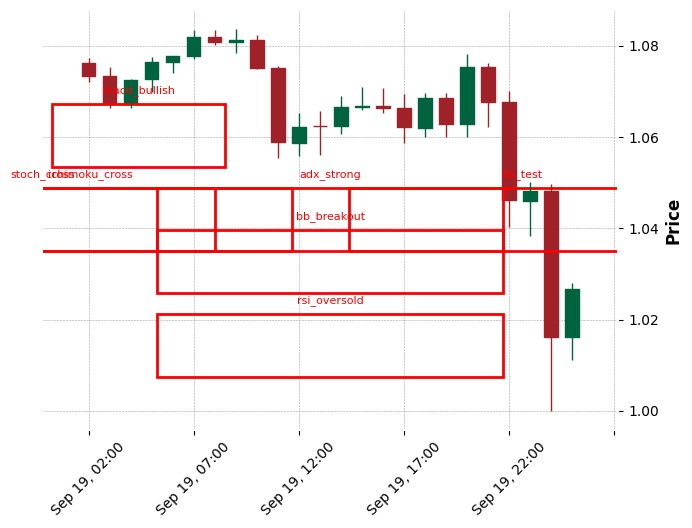 1.08
macd_bullish
1.06
stoch_cross
ichimoku_cross
adx_strong
fib_test
bb_breakout
1.04
Price
rsi_oversold
1.02
1.00
Sep 19, 02:00
Sep 19, 07:00
Sep 19, 12:00
Sep 19, 17:00
Sep 19, 22:00